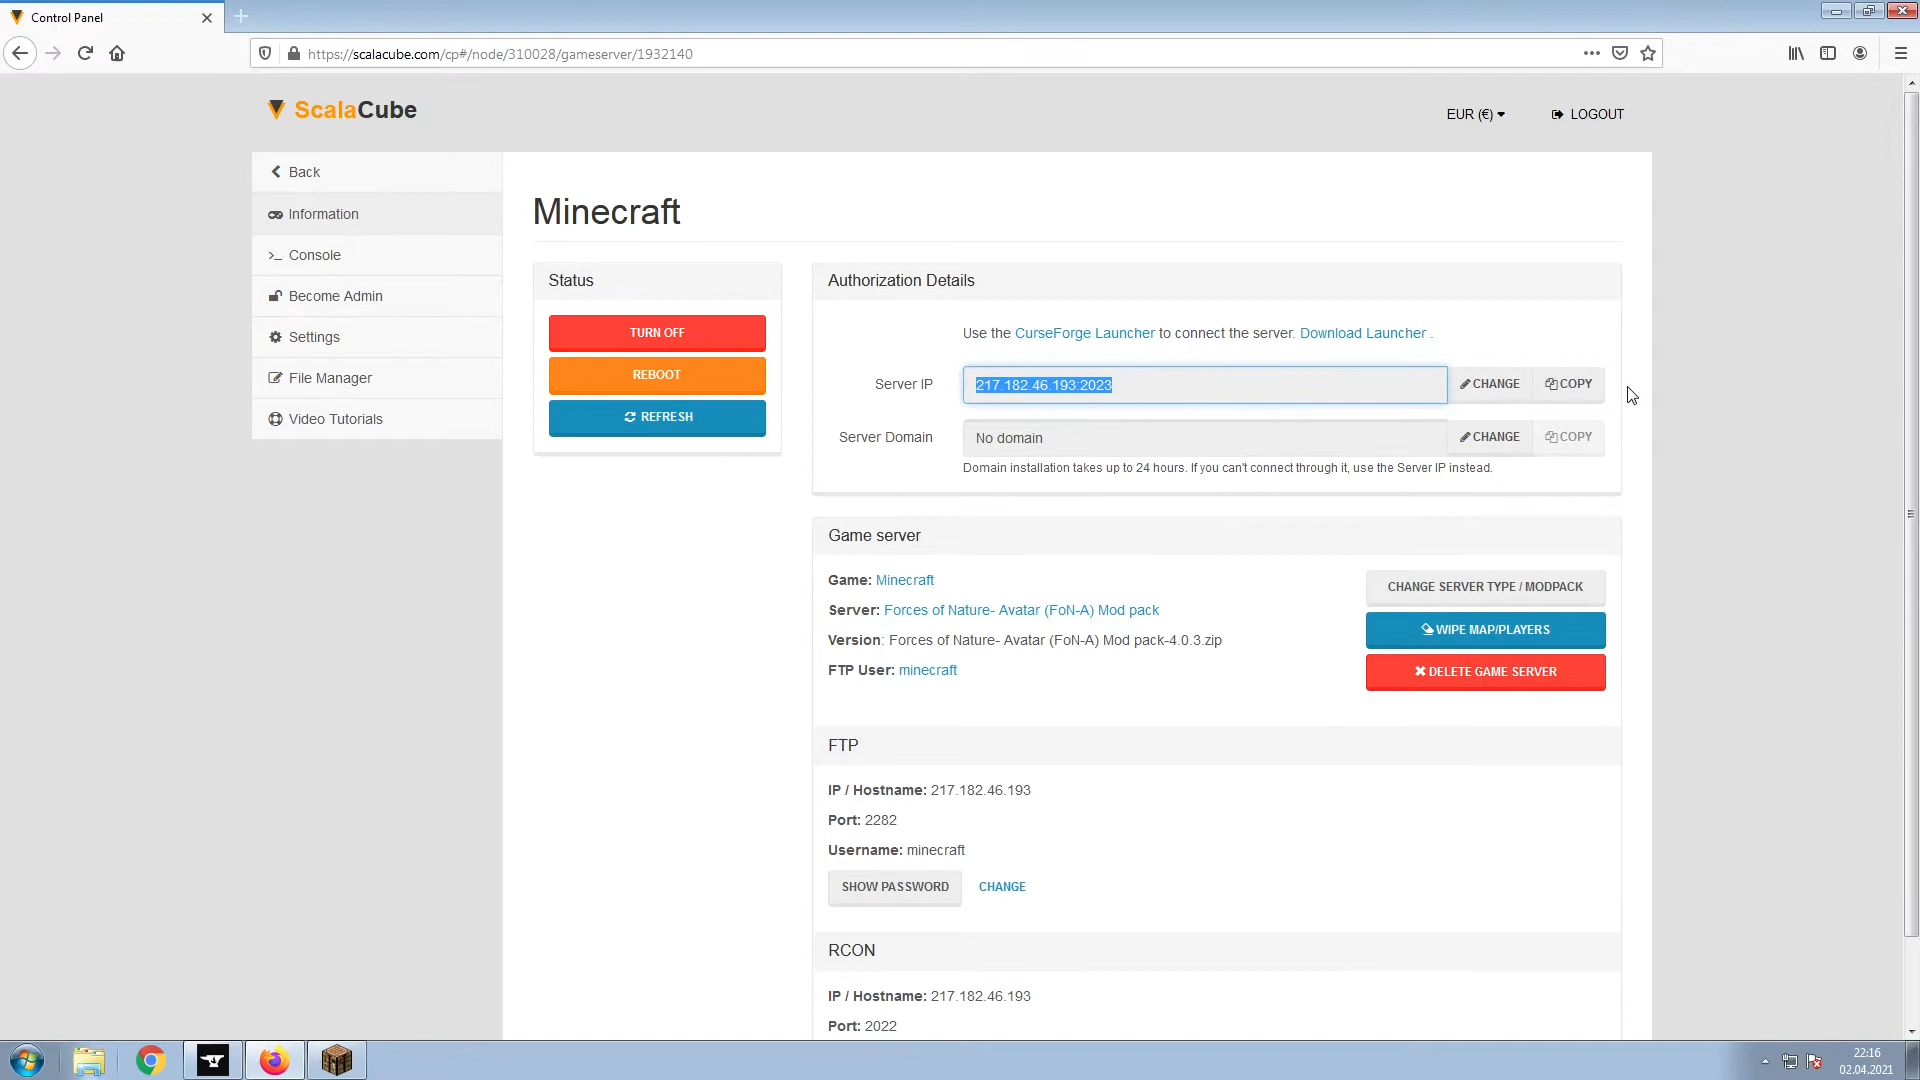 Control Panel
https://scalacube.com/cp#/node/310028/gameserver/1932140
ScalaCube
EUR (€)
LOGOUT
Back
Information
Console
Become Admin
Settings
File Manager
Video Tutorials
Minecraft
Status
TURN OFF
REBOOT
REFRESH
Authorization Details
Use the CurseForge Launcher to connect the server. Download Launcher .
Server IP
217.182.46.193:2023
CHANGE
COPY
Server Domain
No domain
CHANGE
COPY
Domain installation takes up to 24 hours. If you can't connect through it, use the Server IP instead.
Game server
Game: Minecraft
Server: Forces of Nature- Avatar (FoN-A) Mod pack
Version: Forces of Nature- Avatar (FoN-A) Mod pack-4.0.3.zip
FTP User: minecraft
CHANGE SERVER TYPE / MODPACK
WIPE MAP/PLAYERS
DELETE GAME SERVER
FTP
IP / Hostname: 217.182.46.193
Port: 2282
Username: minecraft
SHOW PASSWORD
CHANGE
RCON
IP / Hostname: 217.182.46.193
Port: 2022
22:16
02.04.2021